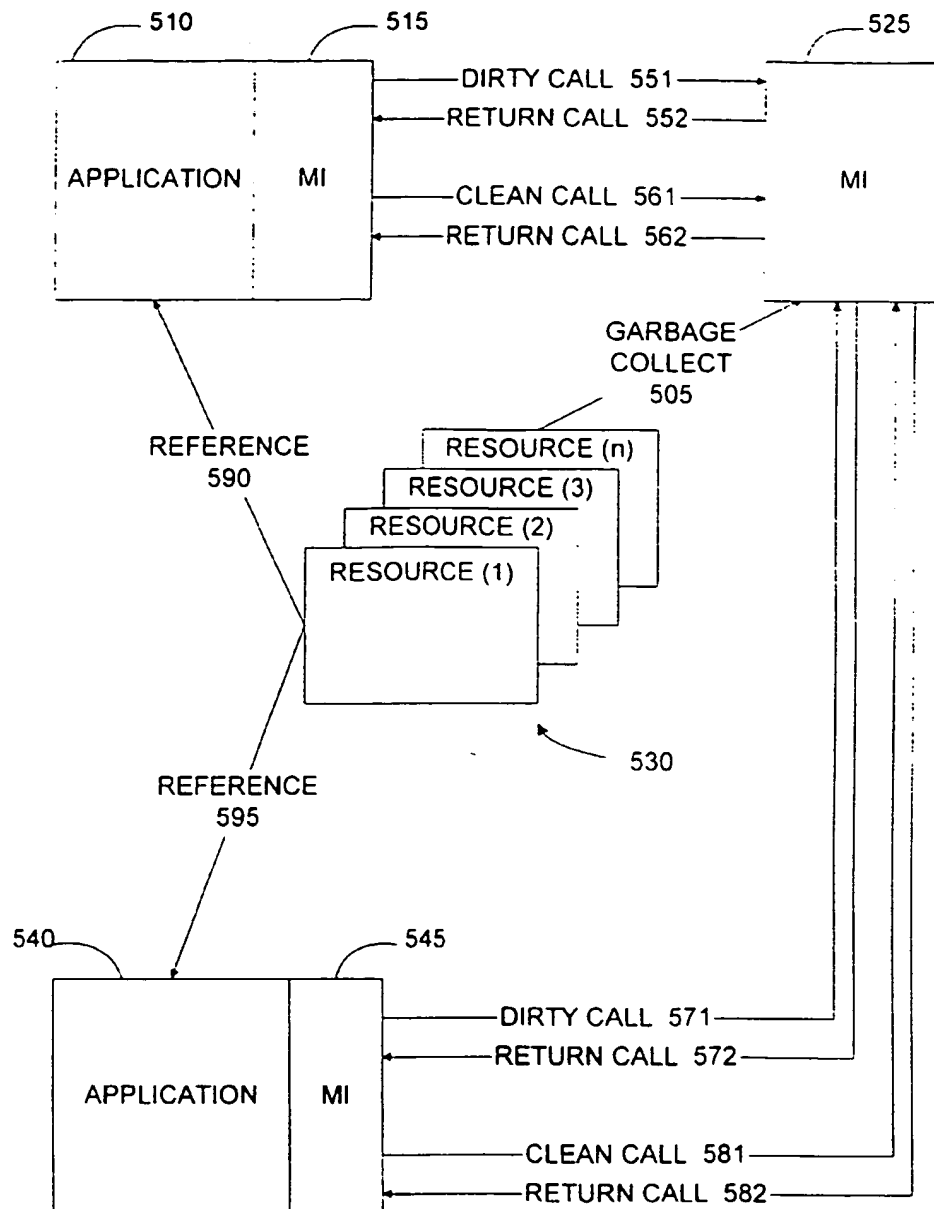 510
515
525
DIRTY CALL 551
RETURN CALL 552
APPLICATION
MI
MI
CLEAN CALL 561
RETURN CALL 562
GARBAGE
COLLECT
505
REFERENCE
590
RESOURCE (n)
RESOURCE (3)
RESOURCE (2)
RESOURCE (1)
530
REFERENCE
595
540
545
DIRTY CALL 571
RETURN CALL 572
APPLICATION
MI
CLEAN CALL 581
RETURN CALL 582